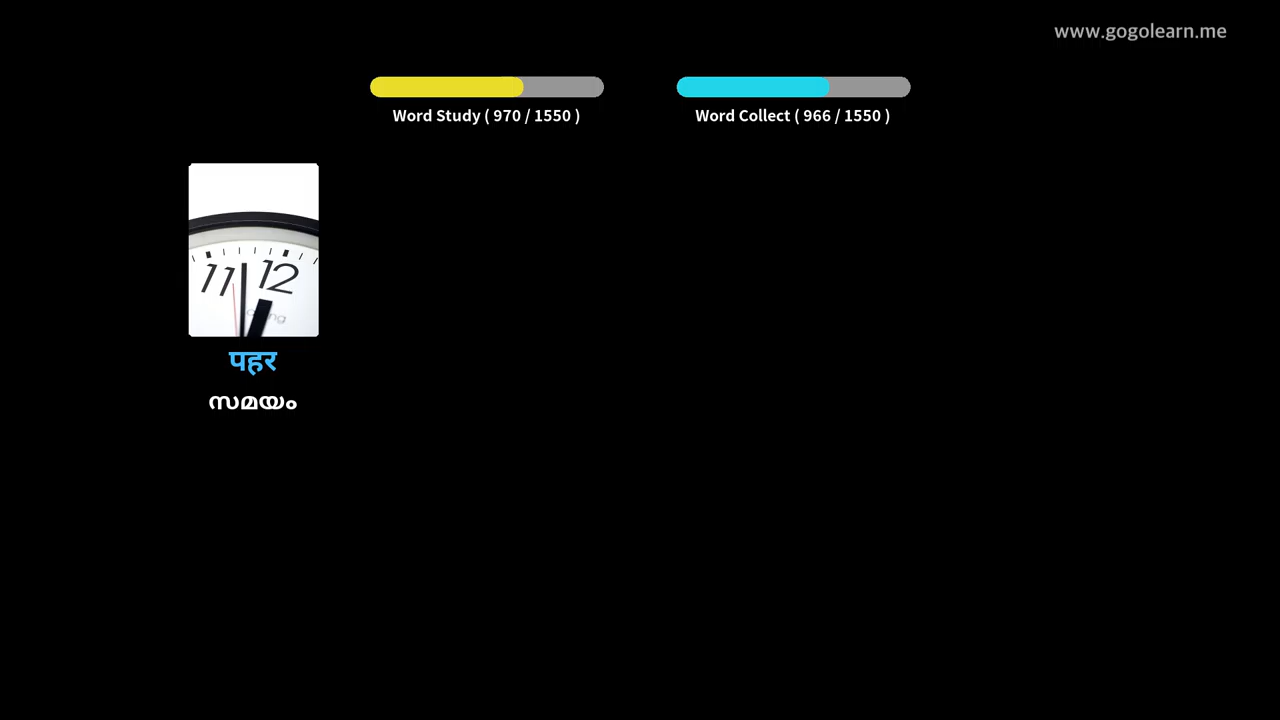 www.gogolearn.me
Word Study ( 970 / 1550 )
Word Collect ( 966 / 1550 )
11 12
पहर
സമയം